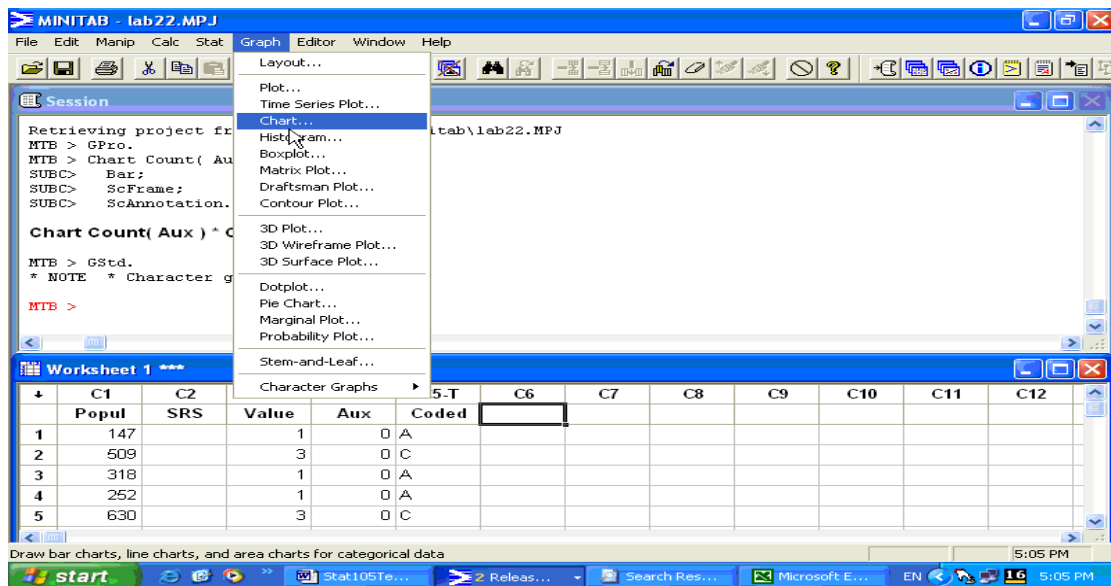 MINITAB - lab22.MPJ
File Edit Manip Calc Stat Graph Editor Window Help
Layout...
Plot...
Time Series Plot...
Chart...
Histogram...
Boxplot...
Matrix Plot...
Draftsman Plot...
Contour Plot...
3D Plot...
3D Wireframe Plot...
3D Surface Plot...
Dotplot...
Pie Chart...
Marginal Plot...
Probability Plot...
Stem-and-Leaf...
Character Graphs
Session
Retrieving project fr itab\lab22.MPJ
MTB > GPro.
MTB > Chart Count( Au
SUBC> Bar;
SUBC> ScFrame;
SUBC> ScAnnotation.
Chart Count( Aux ) * C
MTB > GStd.
* NOTE * Character g
MTB >
Worksheet 1 ***
C1 C2 5-T C6 C7 C8 C9 C10 C11 C12
Popul SRS Value Aux Coded
1 147 1 0 A
2 509 3 0 C
3 318 1 0 A
4 252 1 0 A
5 630 3 0 C
Draw bar charts, line charts, and area charts for categorical data 5:05 PM
start Stat105Te... 2 Releas... Search Res... Microsoft E... EN 16 5:05 PM